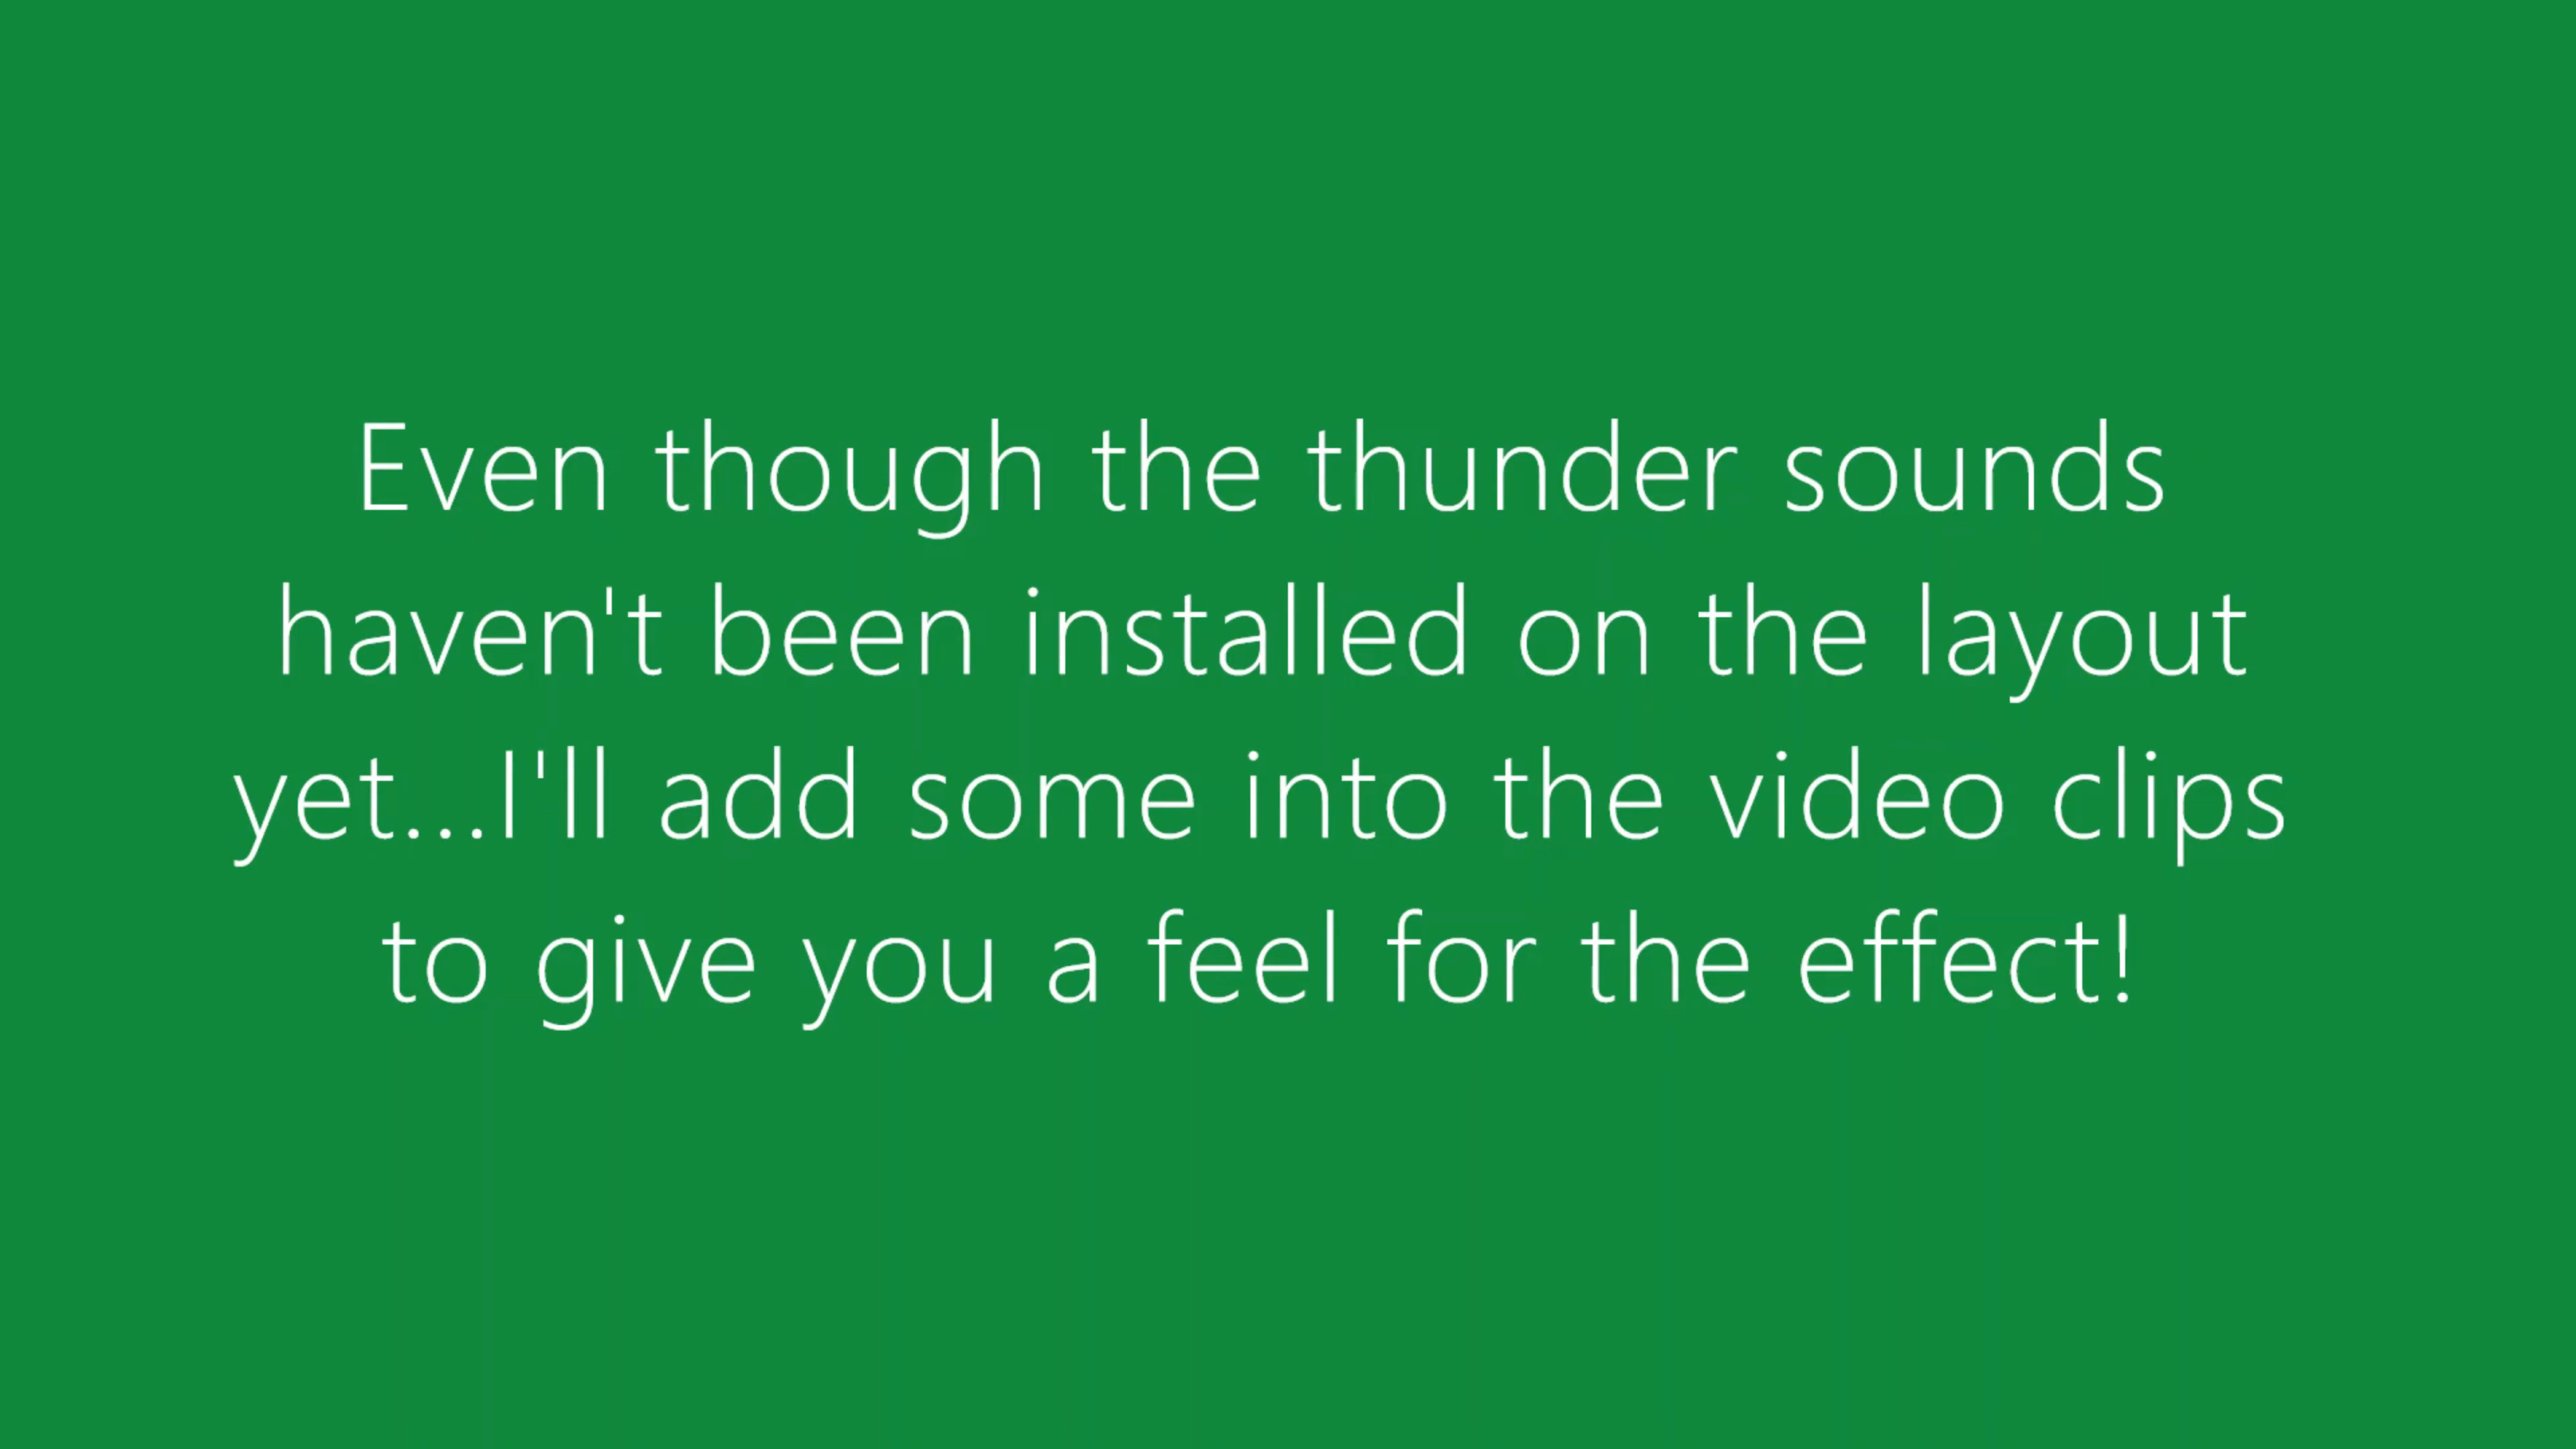 Even though the thunder sounds
haven't been installed on the layout
yet...I'll add some into the video clips
to give you a feel for the effect!